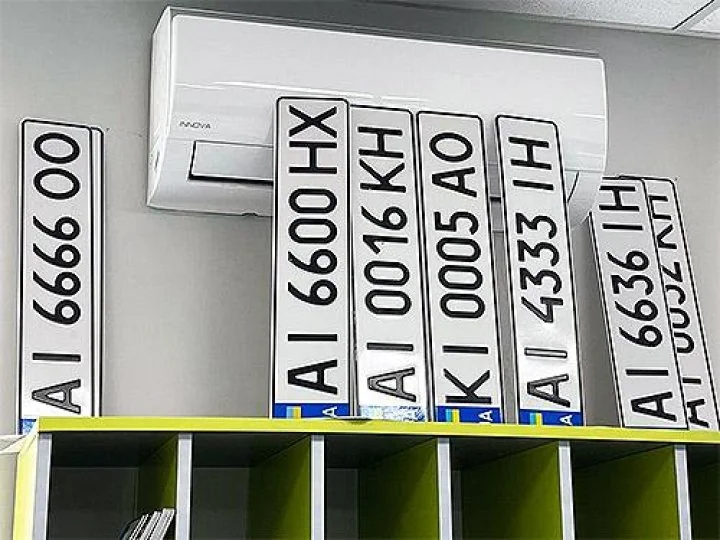 AI 6666 OO
INNOVA
AI 6600 HX
AI 0016 KH
KI 0005 AO
AI 4333 IH
AI 6636 IH